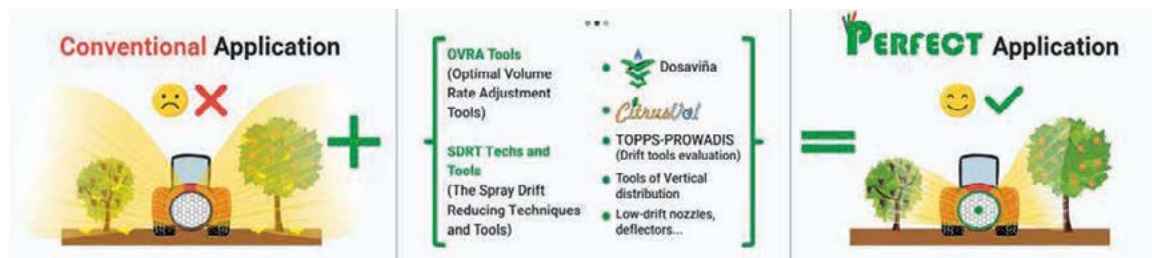 Conventional Application
OVRA Tools
(Optimal Volume
Rate Adjustment
Tools)
SDRT Techs and
Tools
(The Spray Drift
Reducing Techniques
and Tools)
Dosaviña
CitrusVol
TOPPS-PROWADIS
(Drift tools evaluation)
Tools of Vertical
distribution
Low-drift nozzles,
deflectors...
PERFECT Application